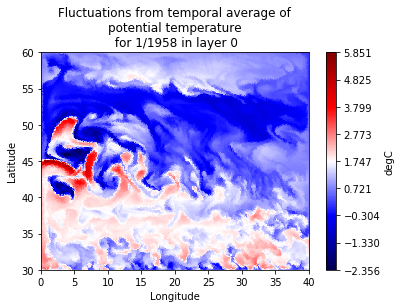 Fluctuations from temporal average of
potential temperature
for 1/1958 in layer 0
60
55
50
45
40
35
30
Latitude
0 5 10 15 20 25 30 35 40
Longitude
5.851
4.825
3.799
2.773
1.747
0.721
−0.304
−1.330
−2.356
degC